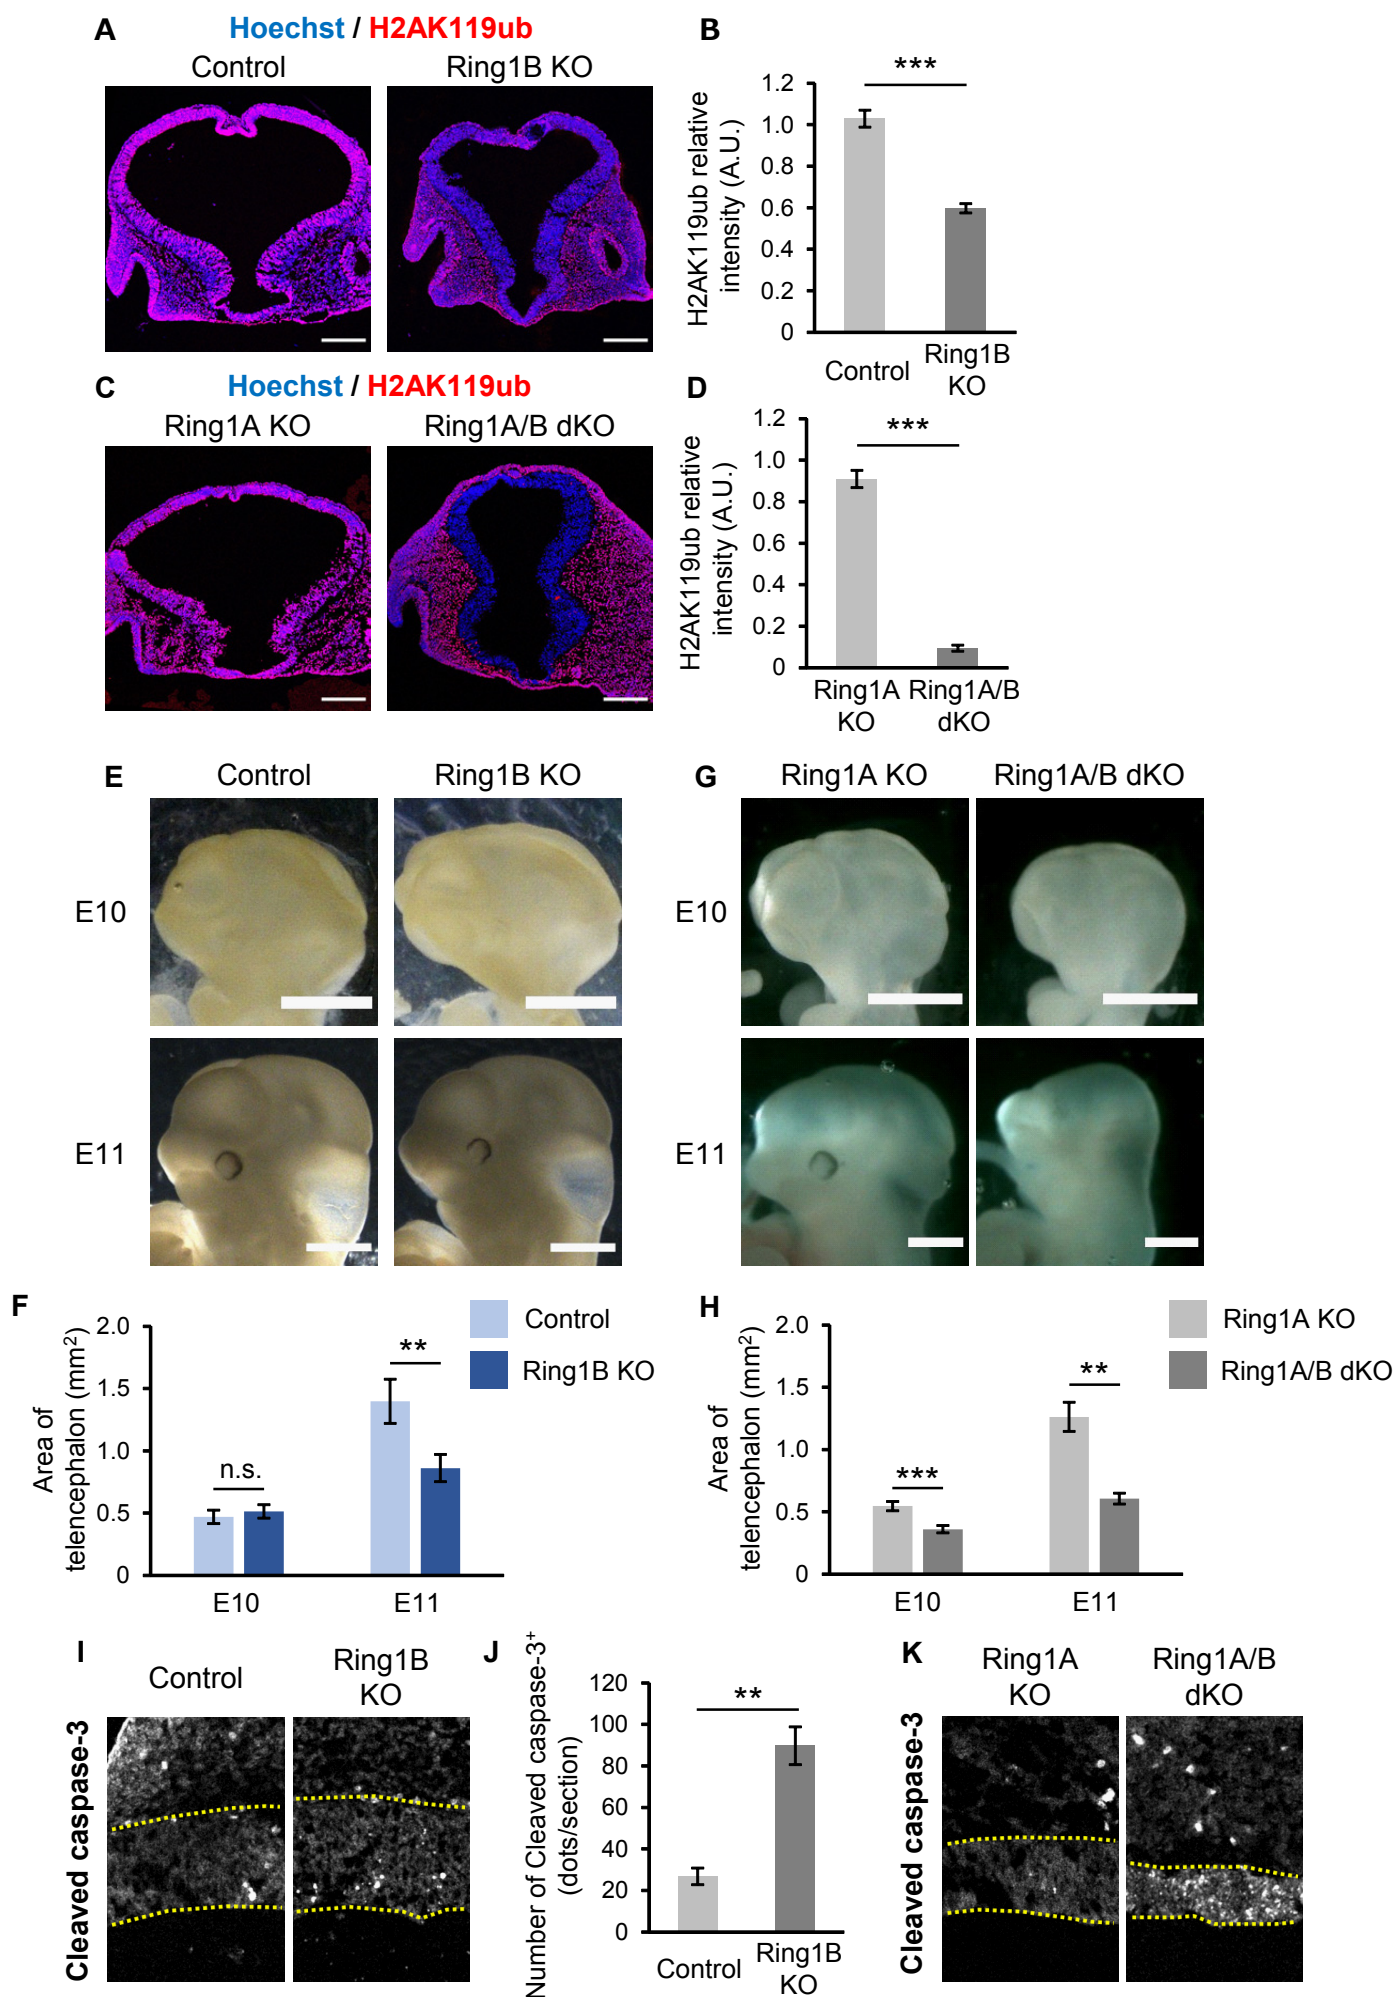 A
Hoechst / H2AK119ub
Control
Ring1B KO
B
H2AK119ub relative
intensity (A.U.)
1.2
1.0
0.8
0.6
0.4
0.2
0
***
Control
Ring1B
KO
C
Hoechst / H2AK119ub
Ring1A KO
Ring1A/B dKO
D
H2AK119ub relative
intensity (A.U.)
1.2
1.0
0.8
0.6
0.4
0.2
0
***
Ring1A
KO
Ring1A/B
dKO
E
Control
Ring1B KO
E10
E11
G
Ring1A KO
Ring1A/B dKO
E10
E11
F
Area of
telencephalon (mm²)
2.0
1.5
1.0
0.5
0
n.s.
**
E10
E11
Control
Ring1B KO
H
Area of
telencephalon (mm²)
2.0
1.5
1.0
0.5
0
***
**
E10
E11
Ring1A KO
Ring1A/B dKO
I
Control
Ring1B
KO
Cleaved caspase-3
J
Number of Cleaved caspase-3⁺
(dots/section)
120
100
80
60
40
20
0
**
Control
Ring1B
KO
K
Ring1A
KO
Ring1A/B
dKO
Cleaved caspase-3